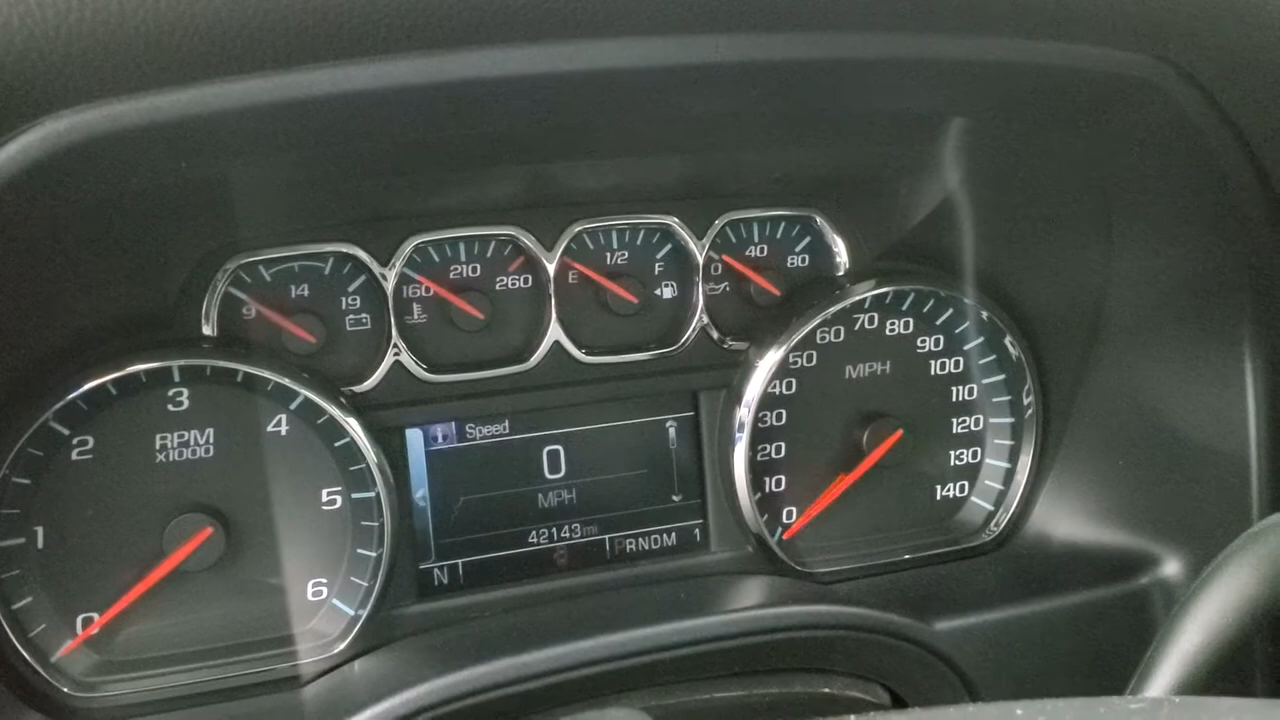 9 14 19
160 210 260
E 1/2 F
0 40 80
0 1 2 3 4 5 6
RPM
x1000
i Speed
0
MPH
42143 mi
N PRNDM 1
0 10 20 30 40 50 60 70 80 90 100 110 120 130 140
MPH